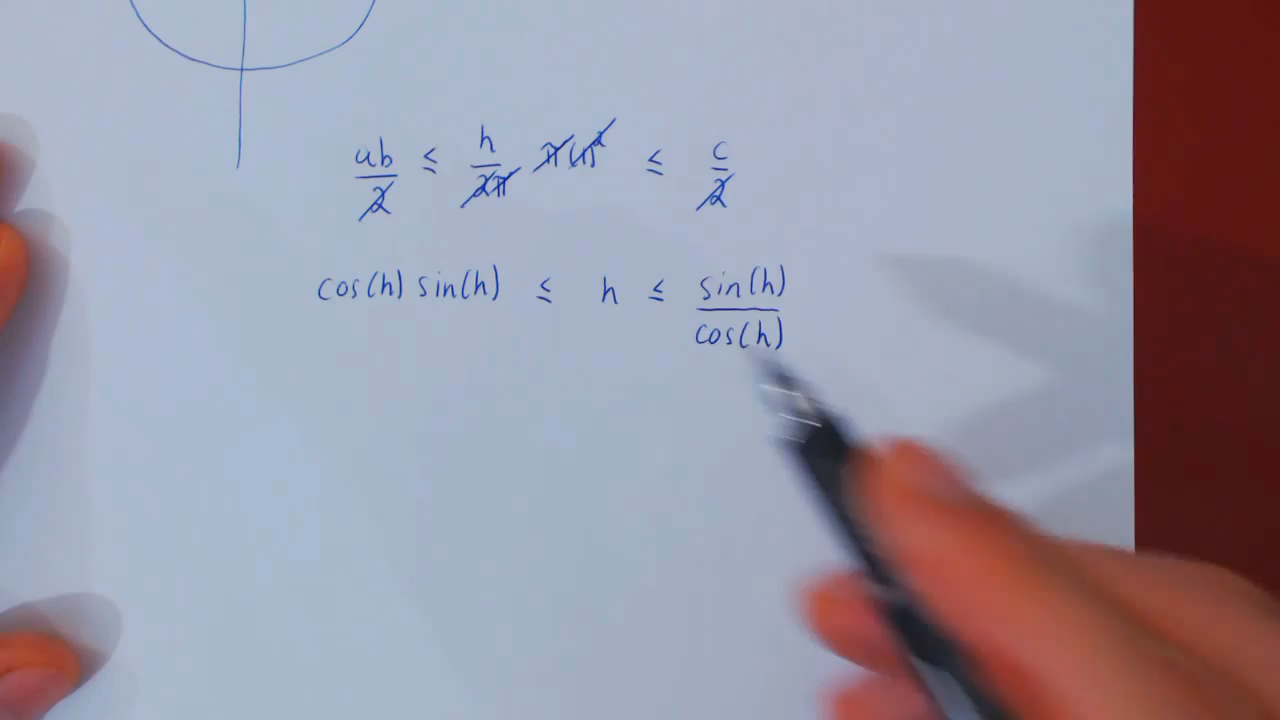 ab/2 ≤ h/2π π(1)² ≤ c/2
cos(h) sin(h) ≤ h ≤ sin(h)/cos(h)